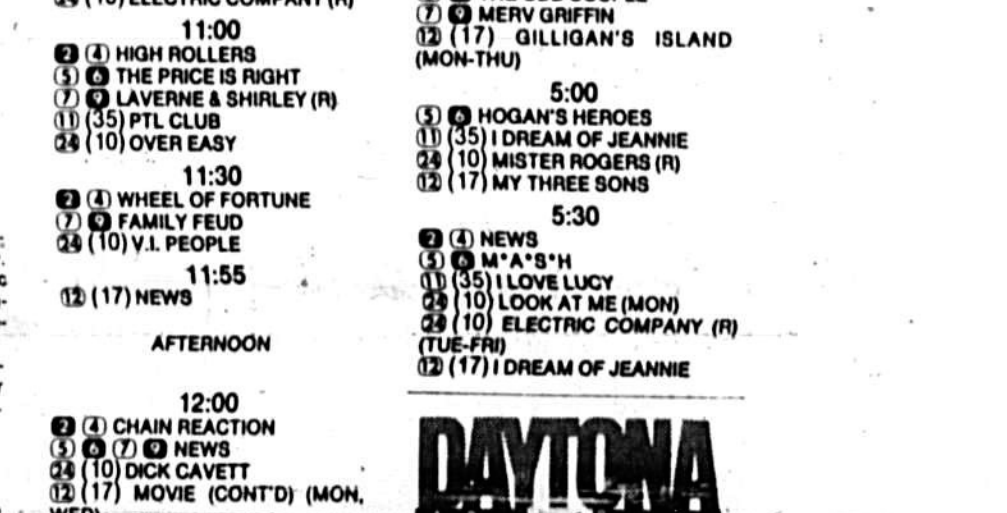 24 (10) ELECTRIC COMPANY (R)
11:00
2 4 HIGH ROLLERS
5 6 THE PRICE IS RIGHT
7 9 LAVERNE & SHIRLEY (R)
11 (35) PTL CLUB
24 (10) OVER EASY
11:30
2 4 WHEEL OF FORTUNE
7 9 FAMILY FEUD
24 (10) V.I. PEOPLE
11:55
12 (17) NEWS
AFTERNOON
12:00
2 4 CHAIN REACTION
5 6 7 9 NEWS
24 (10) DICK CAVETT
12 (17) MOVIE (CONT'D) (MON,
WED)
7 9 MERV GRIFFIN
12 (17) GILLIGAN'S ISLAND
(MON-THU)
5:00
5 6 HOGAN'S HEROES
11 (35) I DREAM OF JEANNIE
24 (10) MISTER ROGERS (R)
12 (17) MY THREE SONS
5:30
2 4 NEWS
5 6 M*A*S*H
11 (35) I LOVE LUCY
24 (10) LOOK AT ME (MON)
24 (10) ELECTRIC COMPANY (R)
(TUE-FRI)
12 (17) I DREAM OF JEANNIE
DAYTONA